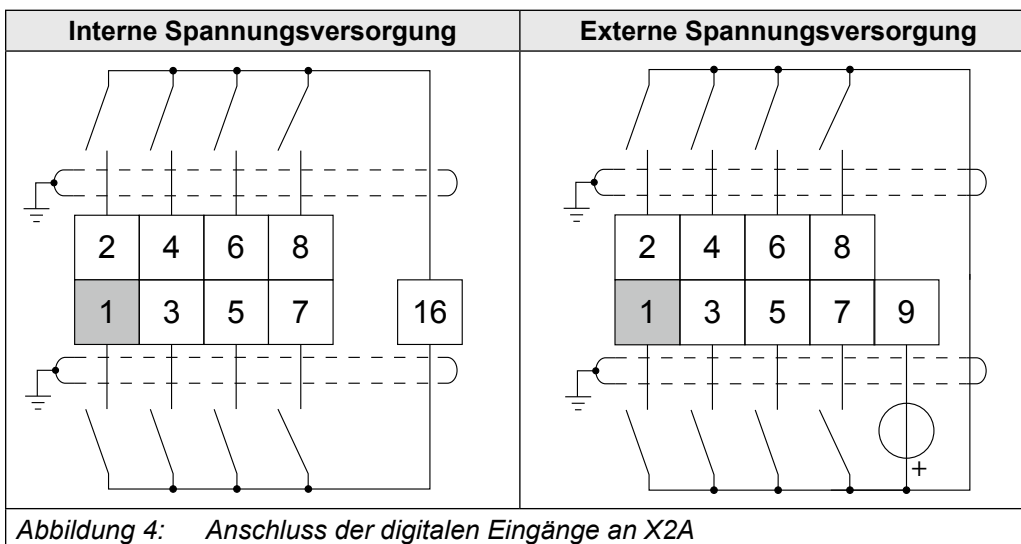 Interne Spannungsversorgung
Externe Spannungsversorgung
2 4 6 8
1 3 5 7 16
2 4 6 8
1 3 5 7 9
+
Abbildung 4: Anschluss der digitalen Eingänge an X2A